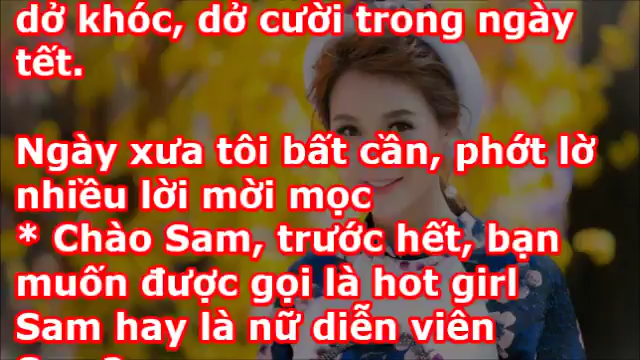 dở khóc, dở cười trong ngày
tết.
Ngày xưa tôi bất cần, phớt lờ
nhiều lời mời mọc
* Chào Sam, trước hết, bạn
muốn được gọi là hot girl
Sam hay là nữ diễn viên